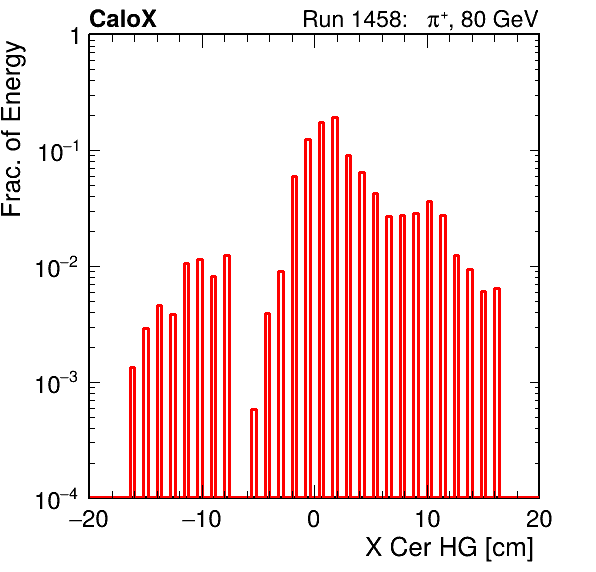 CaloX Run 1458: π⁺, 80 GeV
Frac. of Energy
1
10⁻¹
10⁻²
10⁻³
10⁻⁴
−20 −10 0 10 20
X Cer HG [cm]